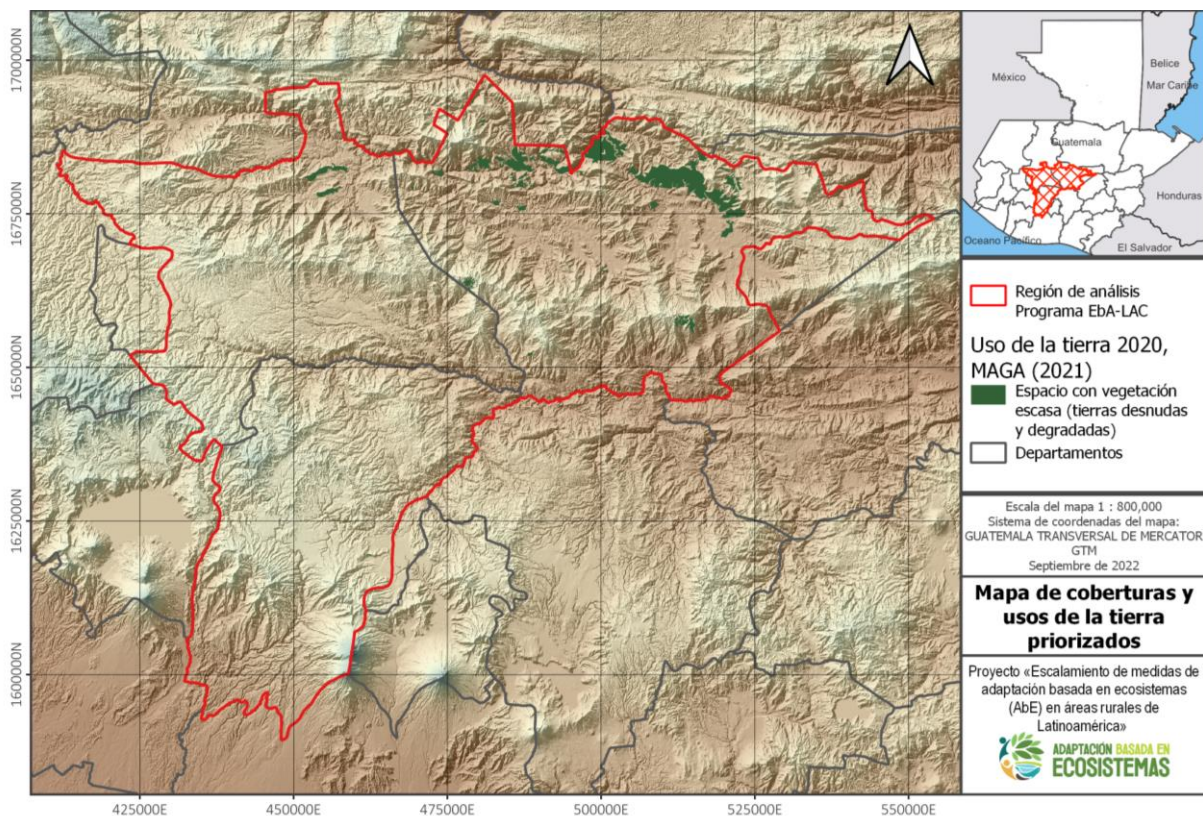 1700000N
1675000N
1650000N
1625000N
1600000N
425000E
450000E
475000E
500000E
525000E
550000E
México
Belice
Mar Caribe
Guatemala
Honduras
Oceano Pacífico
El Salvador
Región de análisis
Programa EbA-LAC
Uso de la tierra 2020,
MAGA (2021)
Espacio con vegetación
escasa (tierras desnudas
y degradadas)
Departamentos
Escala del mapa 1 : 800,000
Sistema de coordenadas del mapa:
GUATEMALA TRANSVERSAL DE MERCATOR
GTM
Septiembre de 2022
Mapa de coberturas y
usos de la tierra
priorizados
Proyecto «Escalamiento de medidas de
adaptación basada en ecosistemas
(AbE) en áreas rurales de
Latinoamérica»
ADAPTACIÓN BASADA EN
ECOSISTEMAS